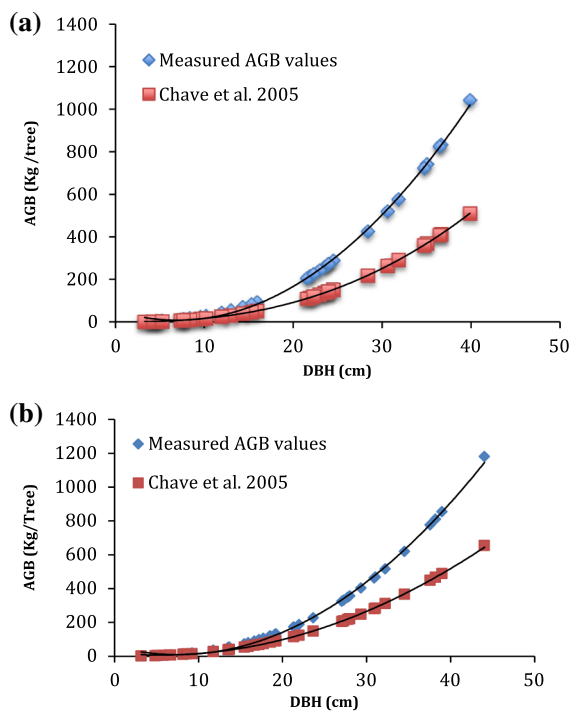 (a)
1400
1200
1000
800
600
400
200
0
AGB (Kg /tree)
Measured AGB values
Chave et al. 2005
0 10 20 30 40 50
DBH (cm)
(b)
1400
1200
1000
800
600
400
200
0
AGB (Kg/Tree)
Measured AGB values
Chave et al. 2005
0 10 20 30 40 50
DBH (cm)